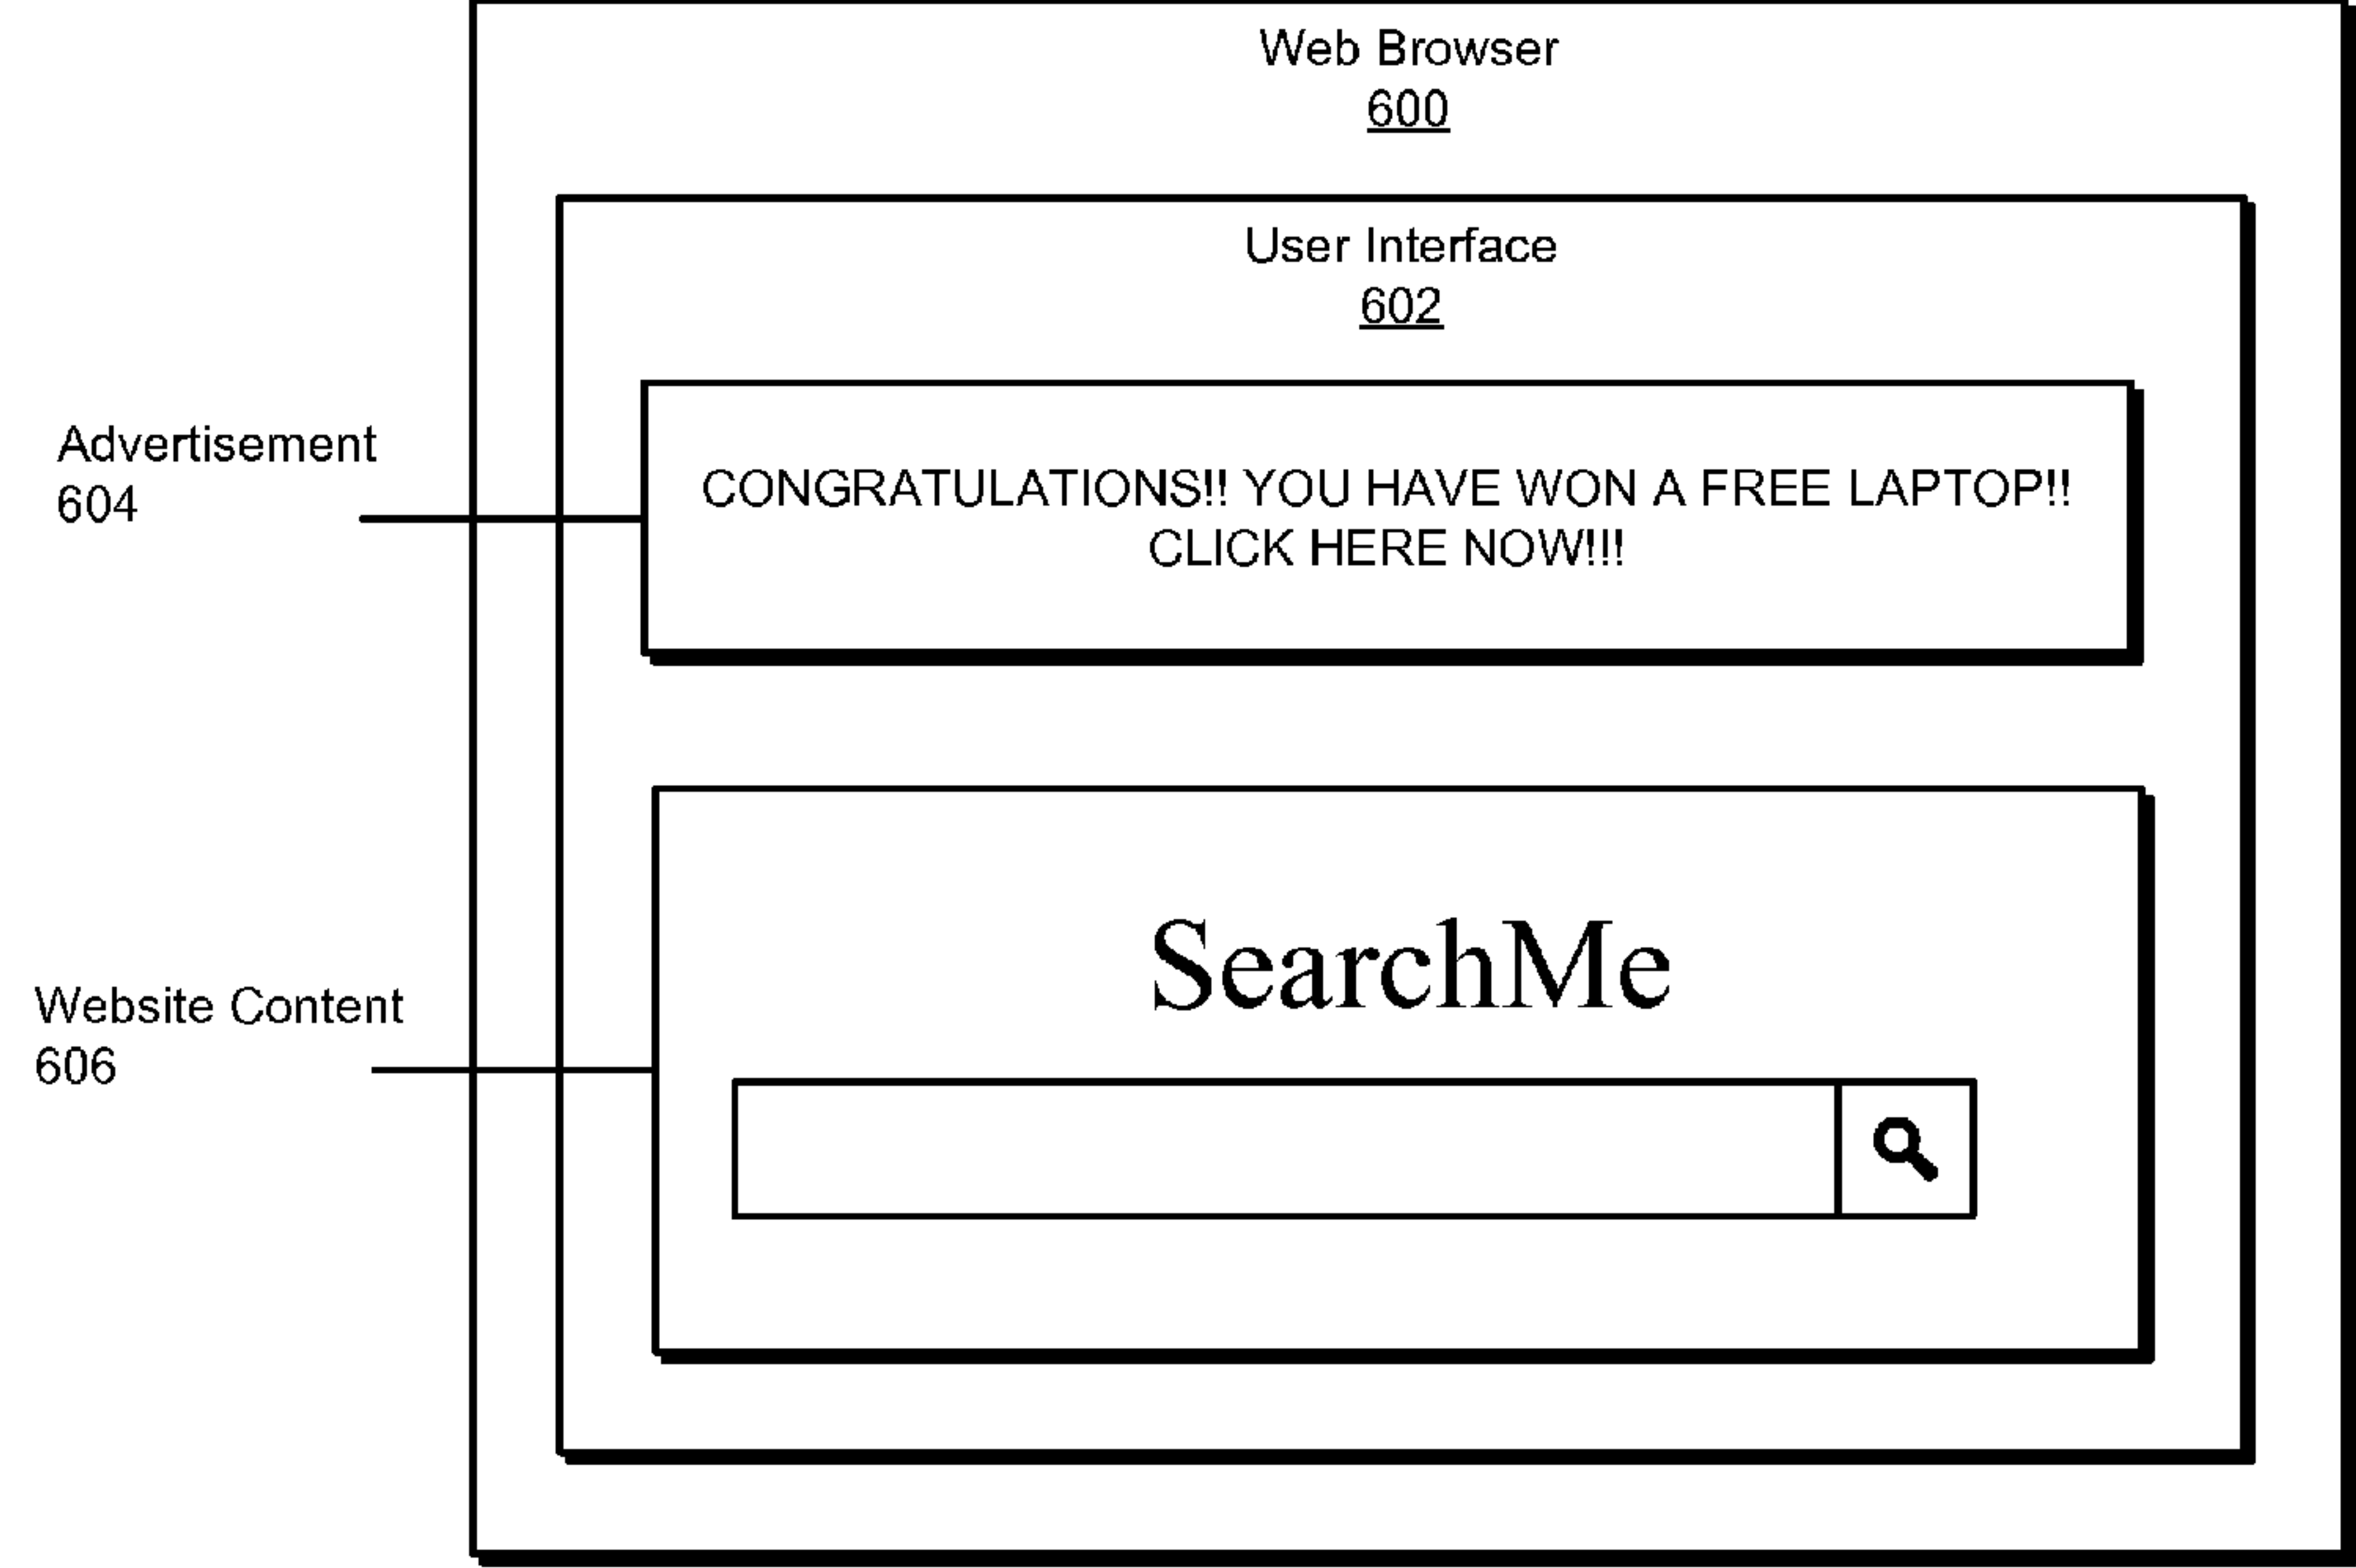 Web Browser
600
User Interface
602
Advertisement
604
CONGRATULATIONS!! YOU HAVE WON A FREE LAPTOP!!
CLICK HERE NOW!!!
SearchMe
Website Content
606